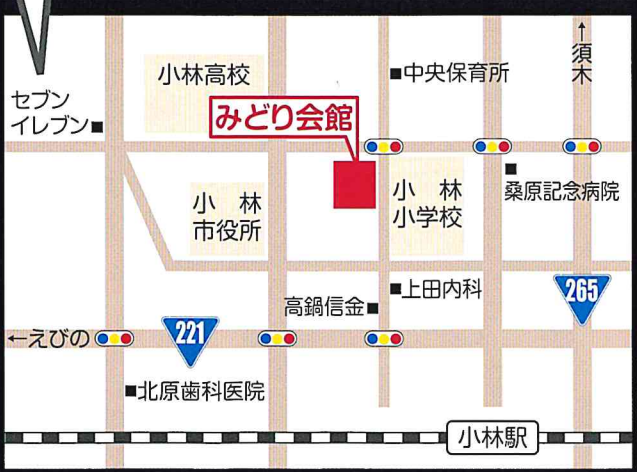 ↑須木
小林高校
■中央保育所
セブン
イレブン■
みどり会館
桑原記念病院
小林
市役所
小林
小学校
■上田内科
高鍋信金■
265
←えびの
221
■北原歯科医院
小林駅